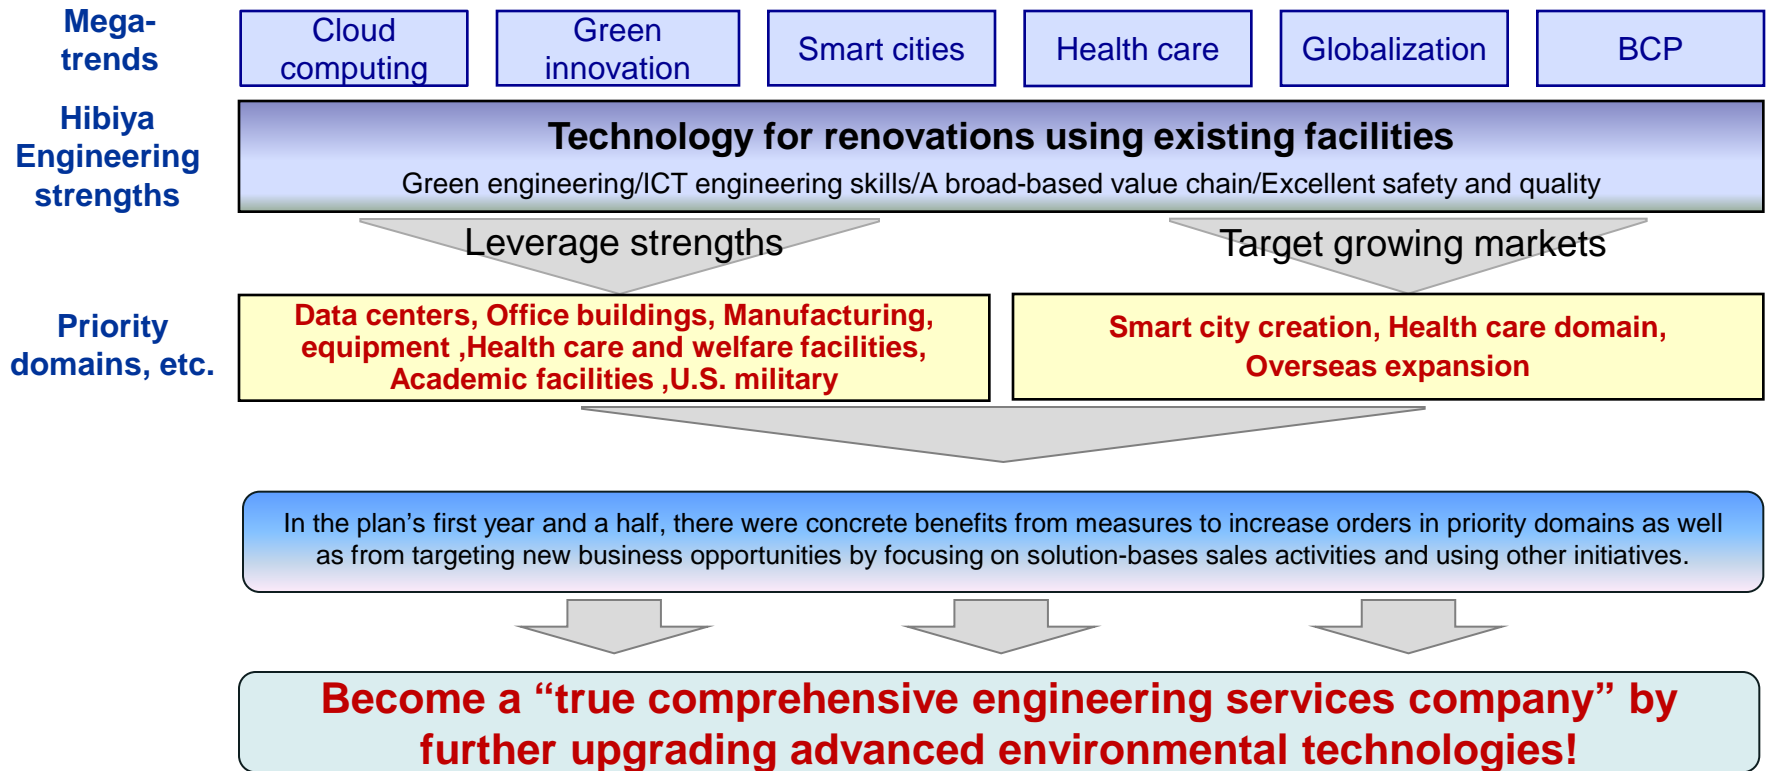 Mega-
trends
Cloud
computing
Green
innovation
Smart cities
Health care
Globalization
BCP
Hibiya
Engineering
strengths
Technology for renovations using existing facilities
Green engineering/ICT engineering skills/A broad-based value chain/Excellent safety and quality
Leverage strengths
Target growing markets
Priority
domains, etc.
Data centers, Office buildings, Manufacturing,
equipment ,Health care and welfare facilities,
Academic facilities ,U.S. military
Smart city creation, Health care domain,
Overseas expansion
In the plan's first year and a half, there were concrete benefits from measures to increase orders in priority domains as well
as from targeting new business opportunities by focusing on solution-bases sales activities and using other initiatives.
Become a “true comprehensive engineering services company” by
further upgrading advanced environmental technologies!